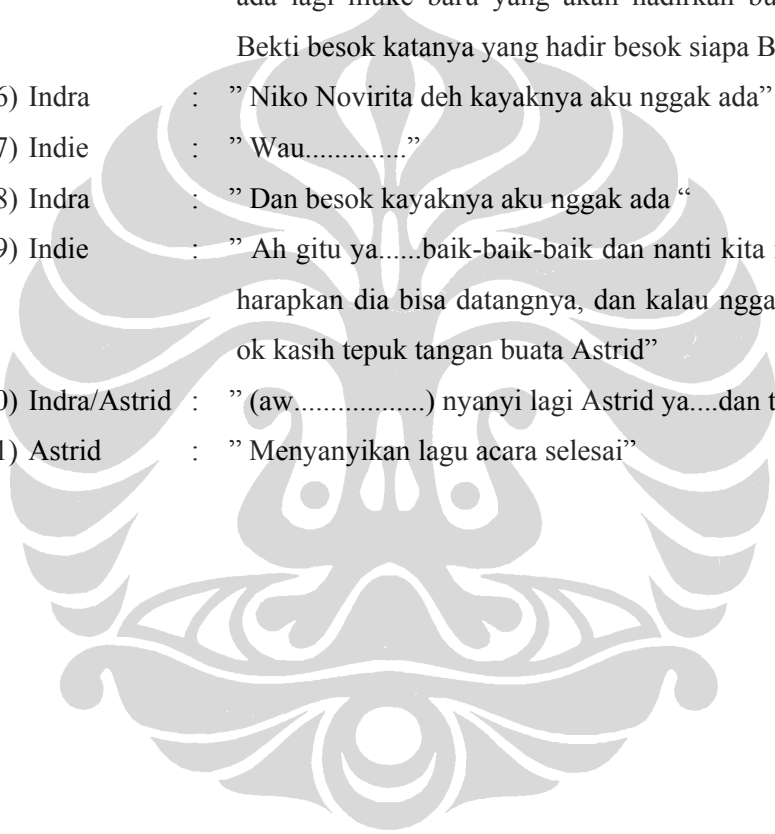 ada lagi muke baru yang akan hadirkan bu
Bekti besok katanya yang hadir besok siapa B
6) Indra : ” Niko Novirita deh kayaknya aku nggak ada”
7) Indie : ” Wau..............”
8) Indra : ” Dan besok kayaknya aku nggak ada “
9) Indie : ” Ah gitu ya......baik-baik-baik dan nanti kita
harapkan dia bisa datangnya, dan kalau ngga
ok kasih tepuk tangan buata Astrid”
0) Indra/Astrid : ” (aw..................) nyanyi lagi Astrid ya....dan t
1) Astrid : ” Menyanyikan lagu acara selesai”